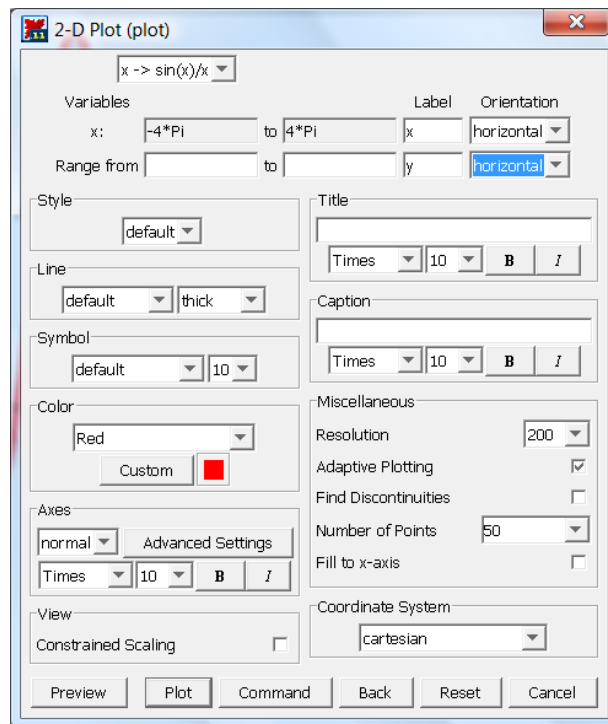 2-D Plot (plot)
x -> sin(x)/x
Variables Label Orientation
x: -4*Pi to 4*Pi x horizontal
Range from to y horizontal
Style
default
Line
default thick
Symbol
default 10
Color
Red
Custom
Axes
normal Advanced Settings
Times 10 B I
View
Constrained Scaling
Title
Times 10 B I
Caption
Times 10 B I
Miscellaneous
Resolution 200
Adaptive Plotting
Find Discontinuities
Number of Points 50
Fill to x-axis
Coordinate System
cartesian
Preview Plot Command Back Reset Cancel